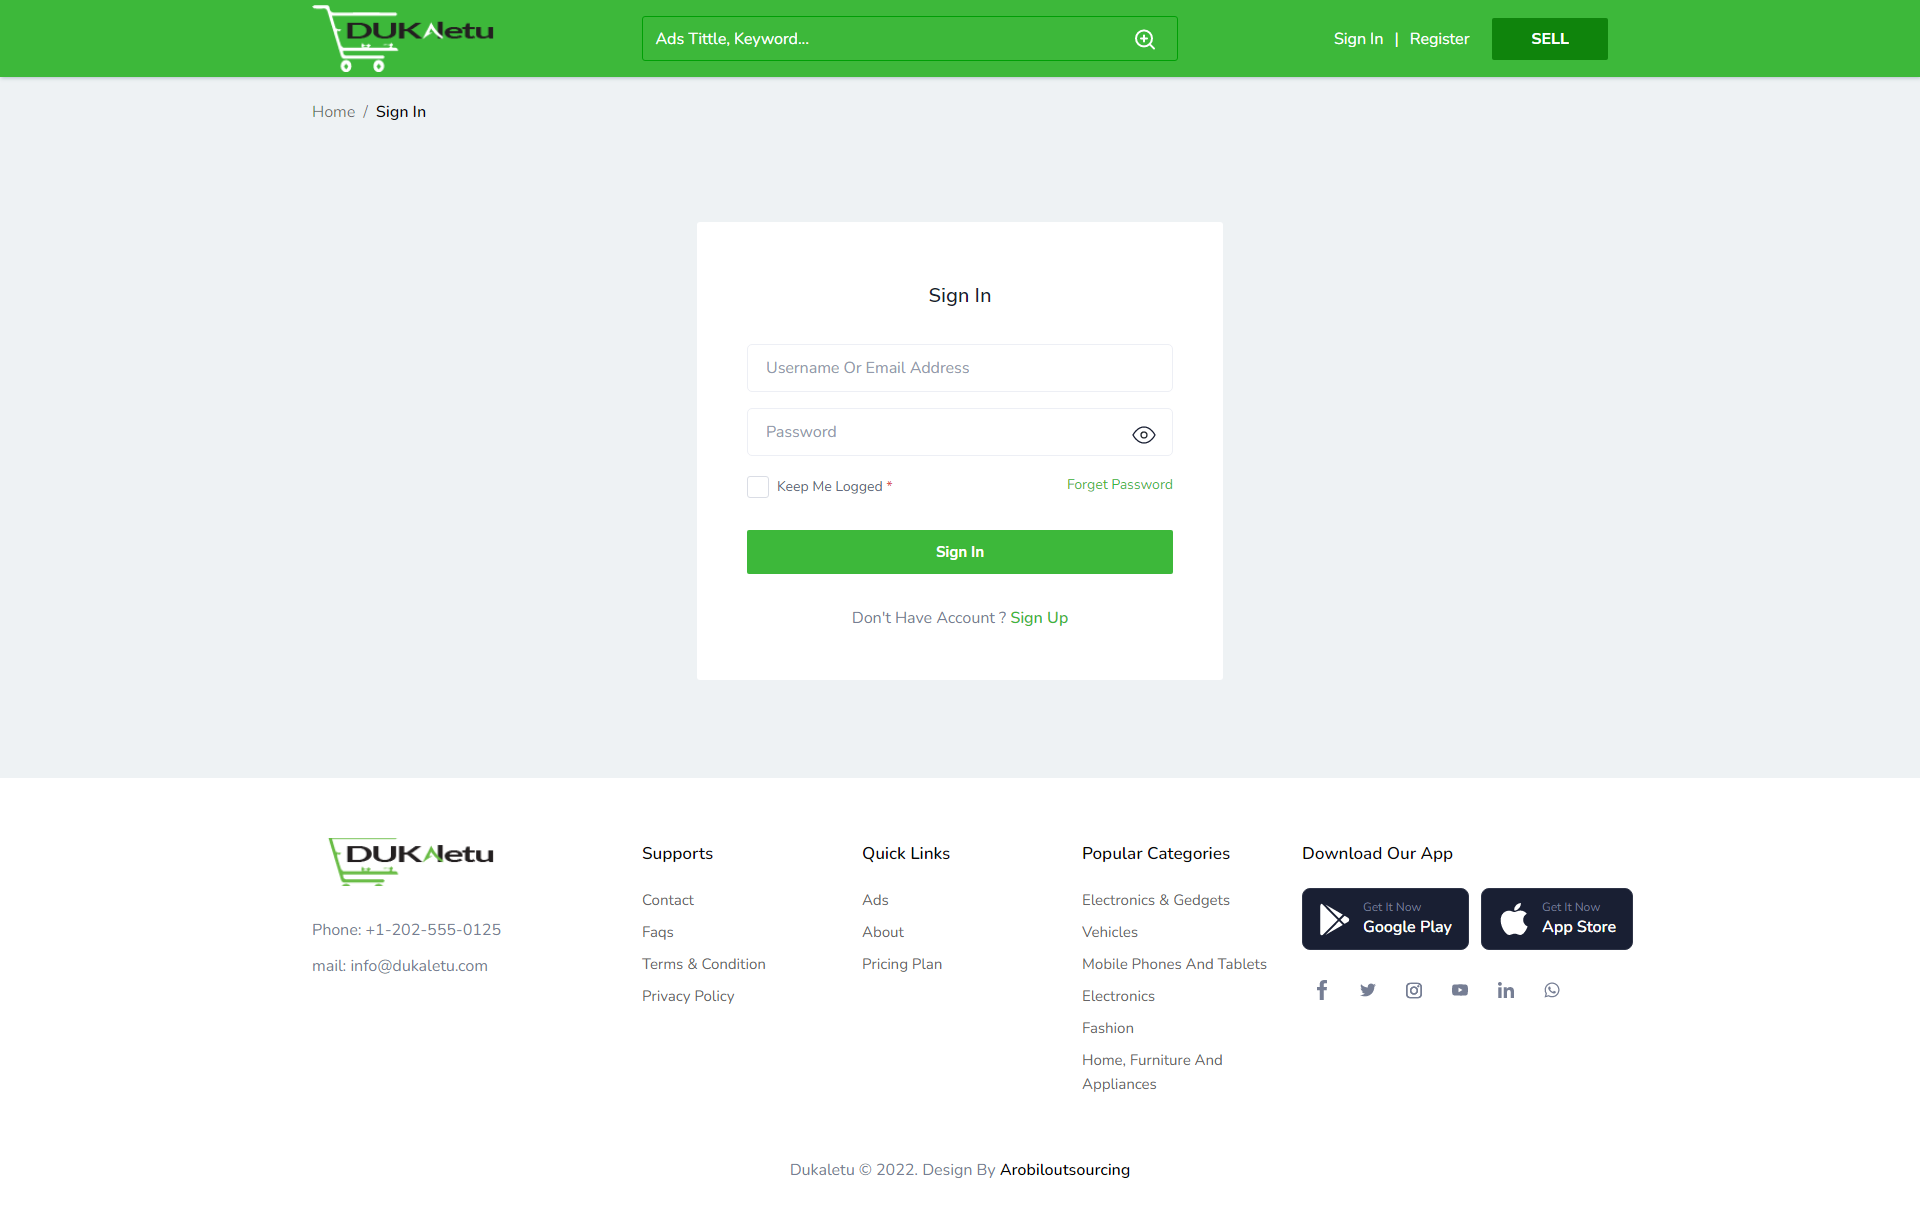 DUKAletu
Ads Tittle, Keyword...
Sign In | Register
SELL
Home / Sign In
Sign In
Username Or Email Address
Password
Keep Me Logged *
Forget Password
Sign In
Don't Have Account ? Sign Up
DUKAletu
Phone: +1-202-555-0125
mail: info@dukaletu.com
Supports
Contact
Faqs
Terms & Condition
Privacy Policy
Quick Links
Ads
About
Pricing Plan
Popular Categories
Electronics & Gedgets
Vehicles
Mobile Phones And Tablets
Electronics
Fashion
Home, Furniture And
Appliances
Download Our App
Get It Now
Google Play
Get It Now
App Store
Dukaletu © 2022. Design By Arobiloutsourcing